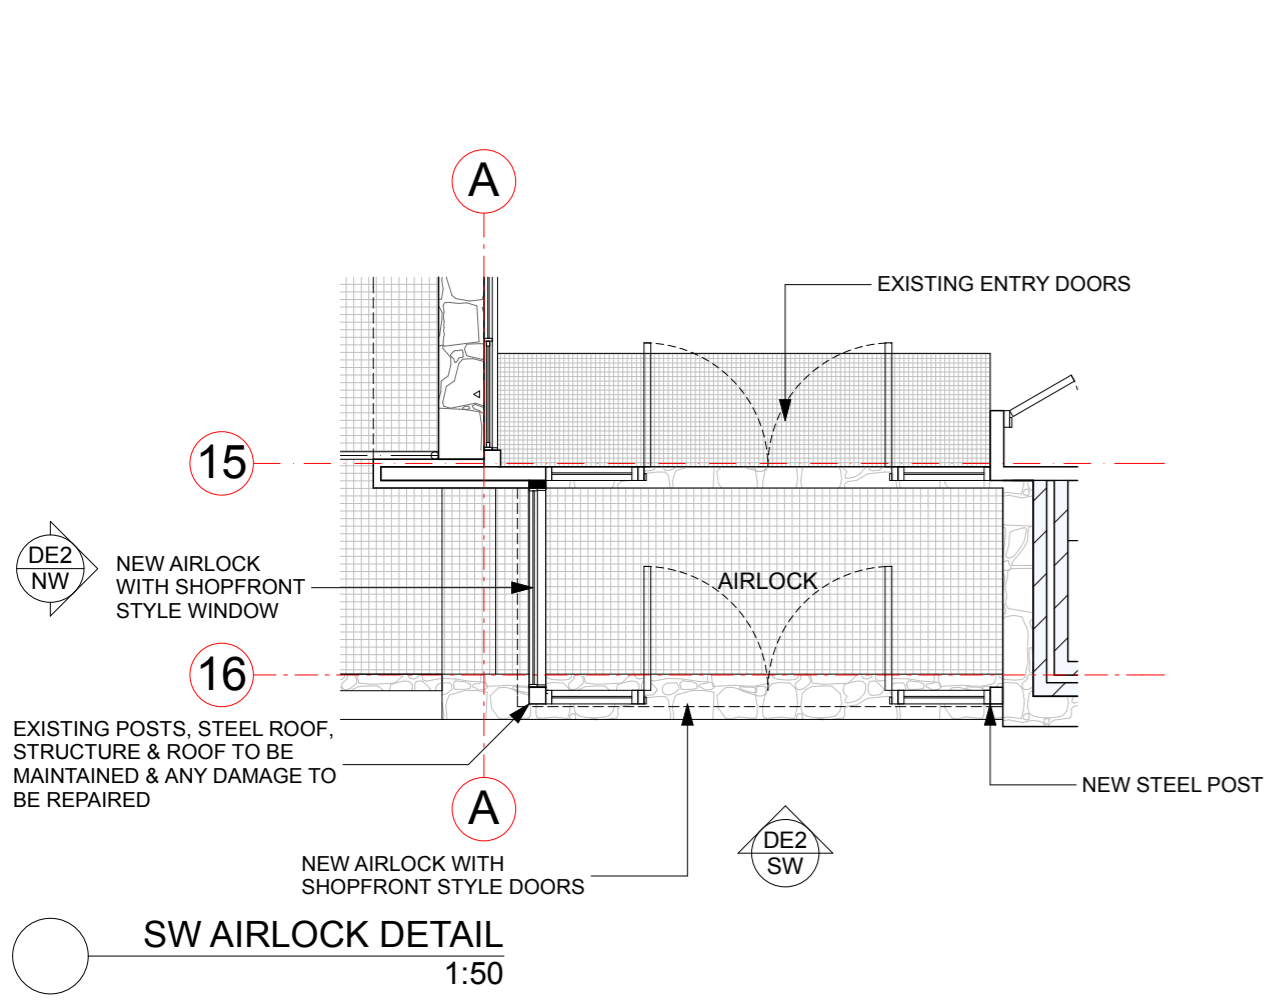 A
EXISTING ENTRY DOORS
15
DE2
NW
NEW AIRLOCK
WITH SHOPFRONT
STYLE WINDOW
AIRLOCK
16
EXISTING POSTS, STEEL ROOF,
STRUCTURE & ROOF TO BE
MAINTAINED & ANY DAMAGE TO
BE REPAIRED
NEW STEEL POST
A
DE2
SW
NEW AIRLOCK WITH
SHOPFRONT STYLE DOORS
SW AIRLOCK DETAIL
1:50